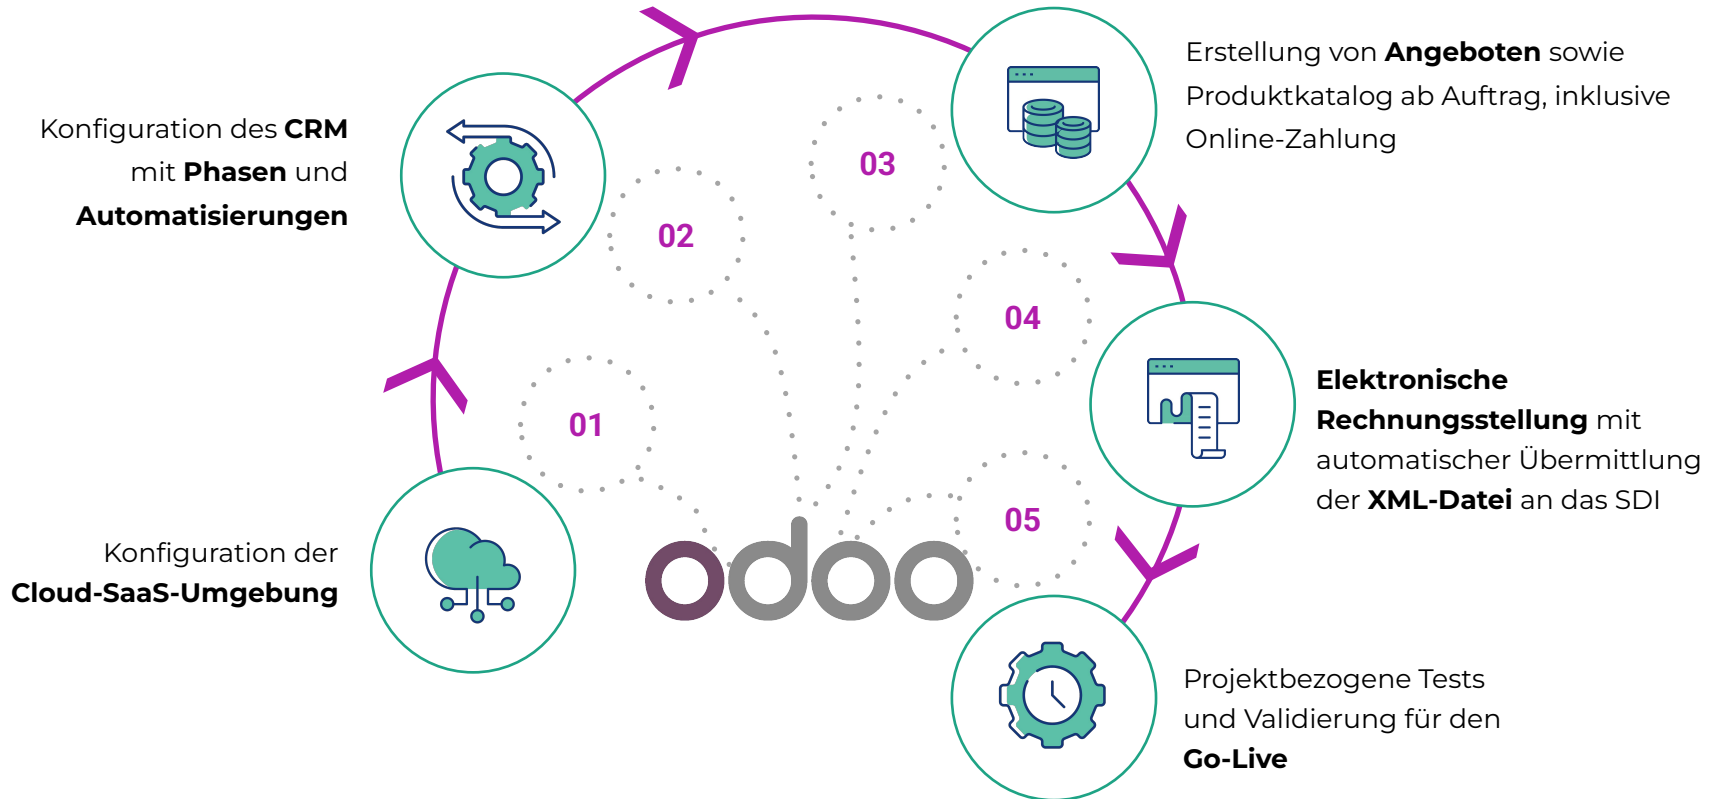 Konfiguration der
Cloud-SaaS-Umgebung
01
Konfiguration des CRM
mit Phasen und
Automatisierungen
02
Erstellung von Angeboten sowie
Produktkatalog ab Auftrag, inklusive
Online-Zahlung
03
Elektronische
Rechnungsstellung mit
automatischer Übermittlung
der XML-Datei an das SDI
04
Projektbezogene Tests
und Validierung für den
Go-Live
05
odoo